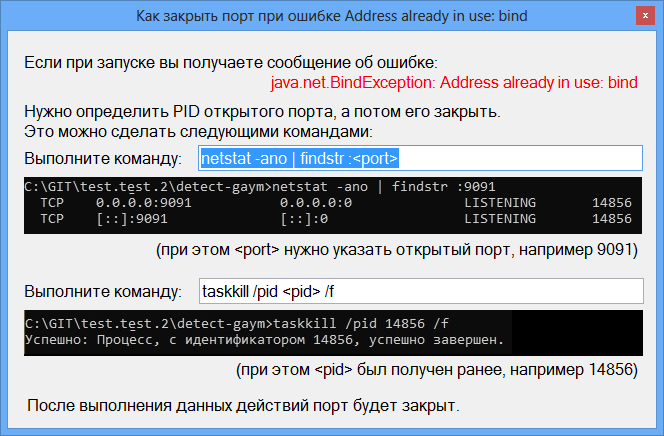 Как закрыть порт при ошибке Address already in use: bind
x
Если при запуске вы получаете сообщение об ошибке:
java.net.BindException: Address already in use: bind
Нужно определить PID открытого порта, а потом его закрыть.
Это можно сделать следующими командами:
Выполните команду: netstat -ano | findstr :<port>
C:\GIT\test.test.2\detect-gaym>netstat -ano | findstr :9091
TCP 0.0.0.0:9091 0.0.0.0:0 LISTENING 14856
TCP [::]:9091 [::]:0 LISTENING 14856
(при этом <port> нужно указать открытый порт, например 9091)
Выполните команду: taskkill /pid <pid> /f
C:\GIT\test.test.2\detect-gaym>taskkill /pid 14856 /f
Успешно: Процесс, с идентификатором 14856, успешно завершен.
(при этом <pid> был получен ранее, например 14856)
После выполнения данных действий порт будет закрыт.